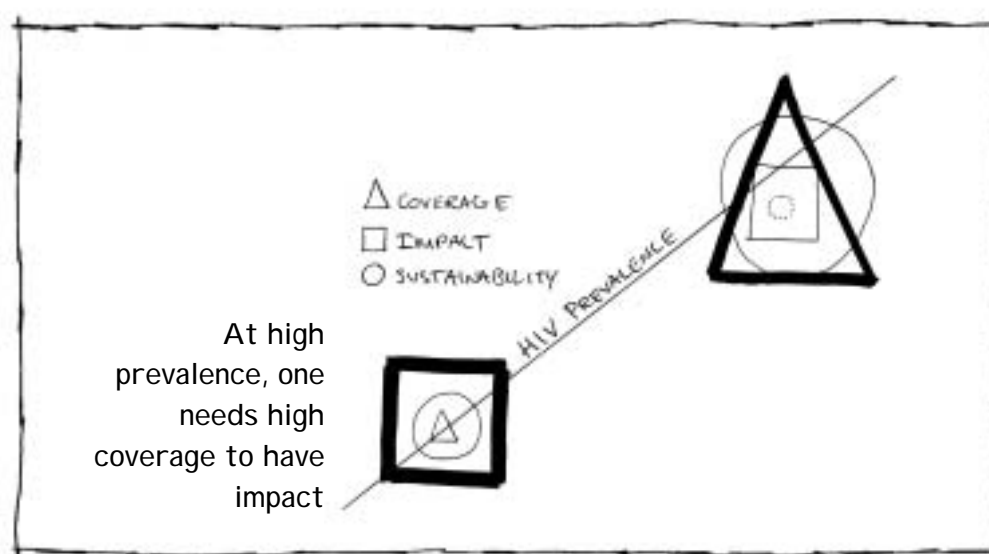 COVERAGE
IMPACT
SUSTAINABILITY
HIV PREVALENCE
At high
prevalence, one
needs high
coverage to have
impact